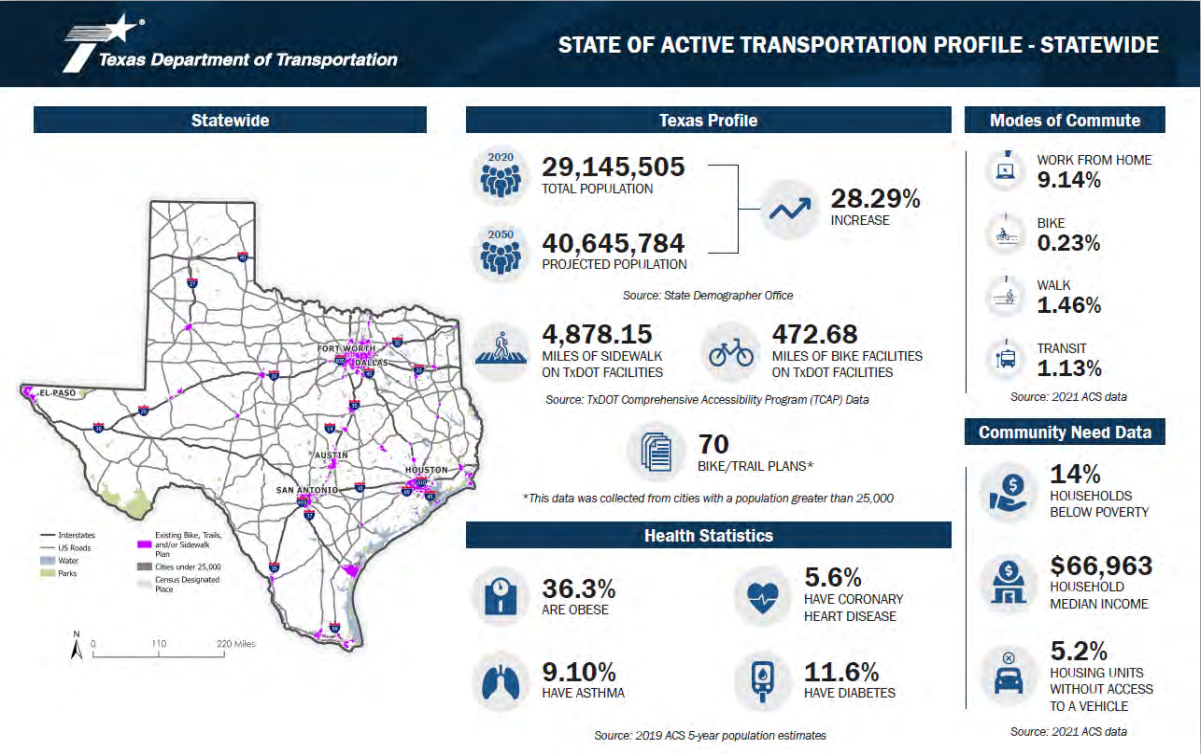 Texas Department of Transportation
STATE OF ACTIVE TRANSPORTATION PROFILE - STATEWIDE
Statewide
FORT WORTH
DALLAS
EL PASO
AUSTIN
HOUSTON
SAN ANTONIO
Interstates
US Roads
Water
Parks
Existing Bike, Trails,
and/or Sidewalk
Plan
Cities under 25,000
Census Designated
Place
N
0 110 220 Miles
Texas Profile
2020
29,145,505
TOTAL POPULATION
2050
40,645,784
PROJECTED POPULATION
28.29%
INCREASE
Source: State Demographer Office
4,878.15
MILES OF SIDEWALK
ON TxDOT FACILITIES
472.68
MILES OF BIKE FACILITIES
ON TxDOT FACILITIES
Source: TxDOT Comprehensive Accessibility Program (TCAP) Data
70
BIKE/TRAIL PLANS*
*This data was collected from cities with a population greater than 25,000
Health Statistics
36.3%
ARE OBESE
5.6%
HAVE CORONARY
HEART DISEASE
9.10%
HAVE ASTHMA
11.6%
HAVE DIABETES
Source: 2019 ACS 5-year population estimates
Modes of Commute
WORK FROM HOME
9.14%
BIKE
0.23%
WALK
1.46%
TRANSIT
1.13%
Source: 2021 ACS data
Community Need Data
14%
HOUSEHOLDS
BELOW POVERTY
$66,963
HOUSEHOLD
MEDIAN INCOME
5.2%
HOUSING UNITS
WITHOUT ACCESS
TO A VEHICLE
Source: 2021 ACS data